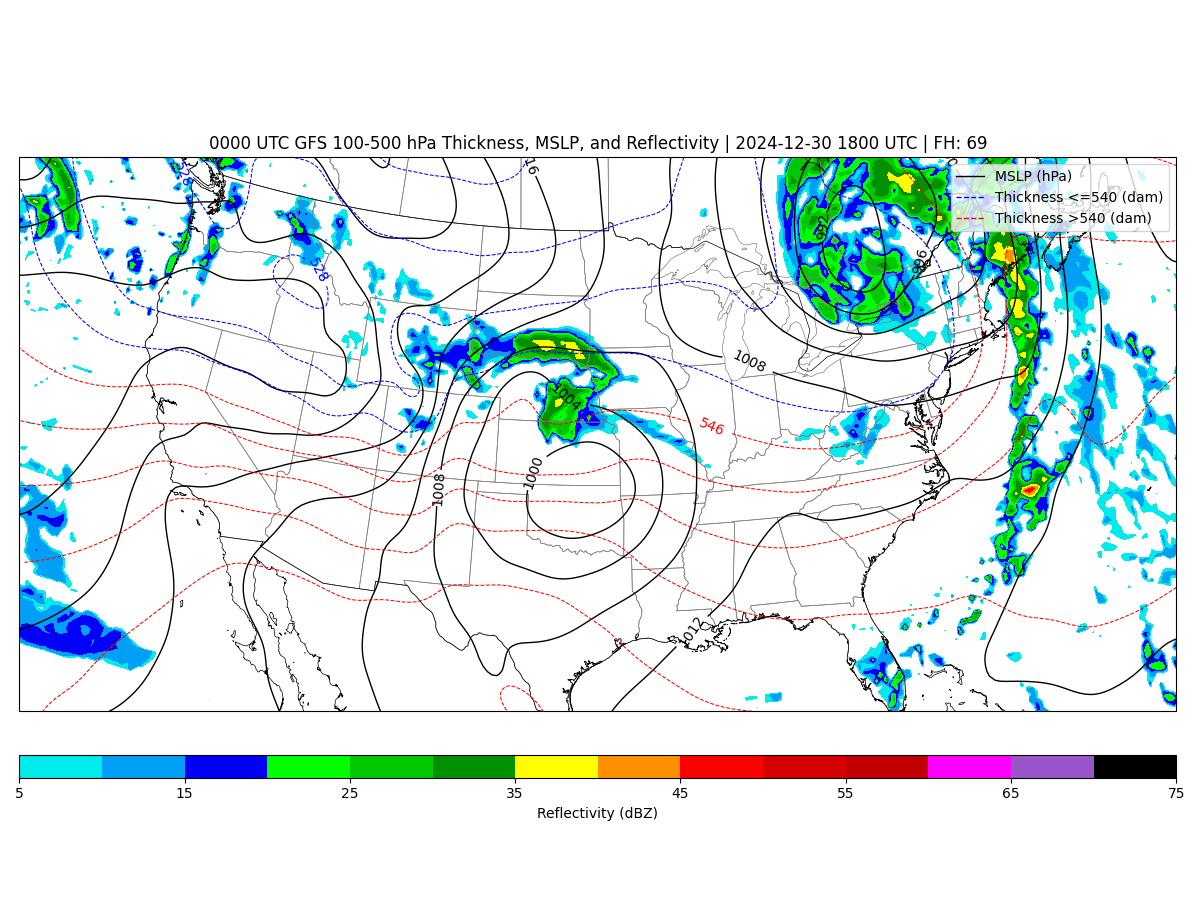 0000 UTC GFS 100-500 hPa Thickness, MSLP, and Reflectivity | 2024-12-30 1800 UTC | FH: 69
MSLP (hPa)
Thickness <=540 (dam)
Thickness >540 (dam)
528
16
992
996
528
1008
1004
546
1000
1008
1012
5 15 25 35 45 55 65 75
Reflectivity (dBZ)